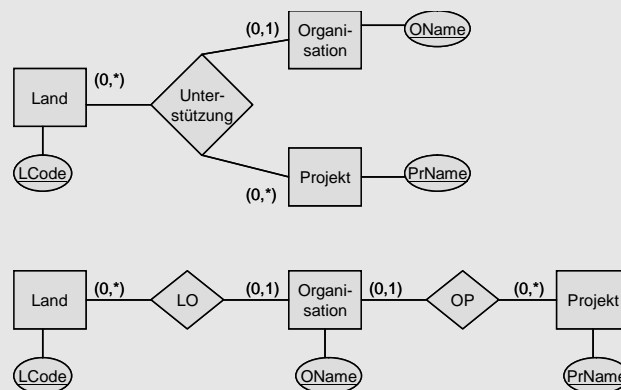 (0,1)
Organi-
sation
OName
Land
(0,*)
Unter-
stützung
LCode
(0,*)
Projekt
PrName
Land
(0,*)
LO
(0,1)
Organi-
sation
(0,1)
OP
(0,*)
Projekt
LCode
OName
PrName